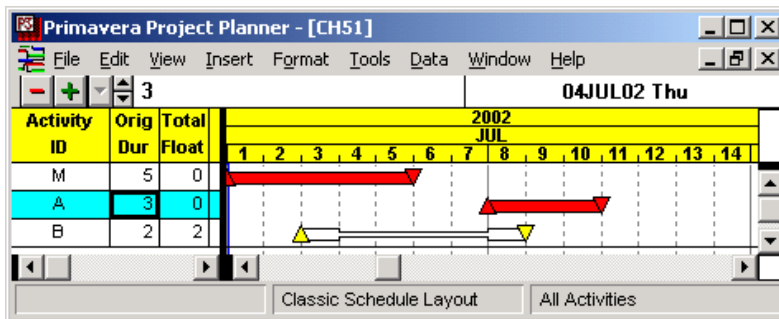 Primavera Project Planner - [CH51]
File Edit View Insert Format Tools Data Window Help
3 04JUL02 Thu
Activity ID Orig Dur Total Float
2002
JUL
1 2 3 4 5 6 7 8 9 10 11 12 13 14
M 5 0
A 3 0
B 2 2
Classic Schedule Layout All Activities